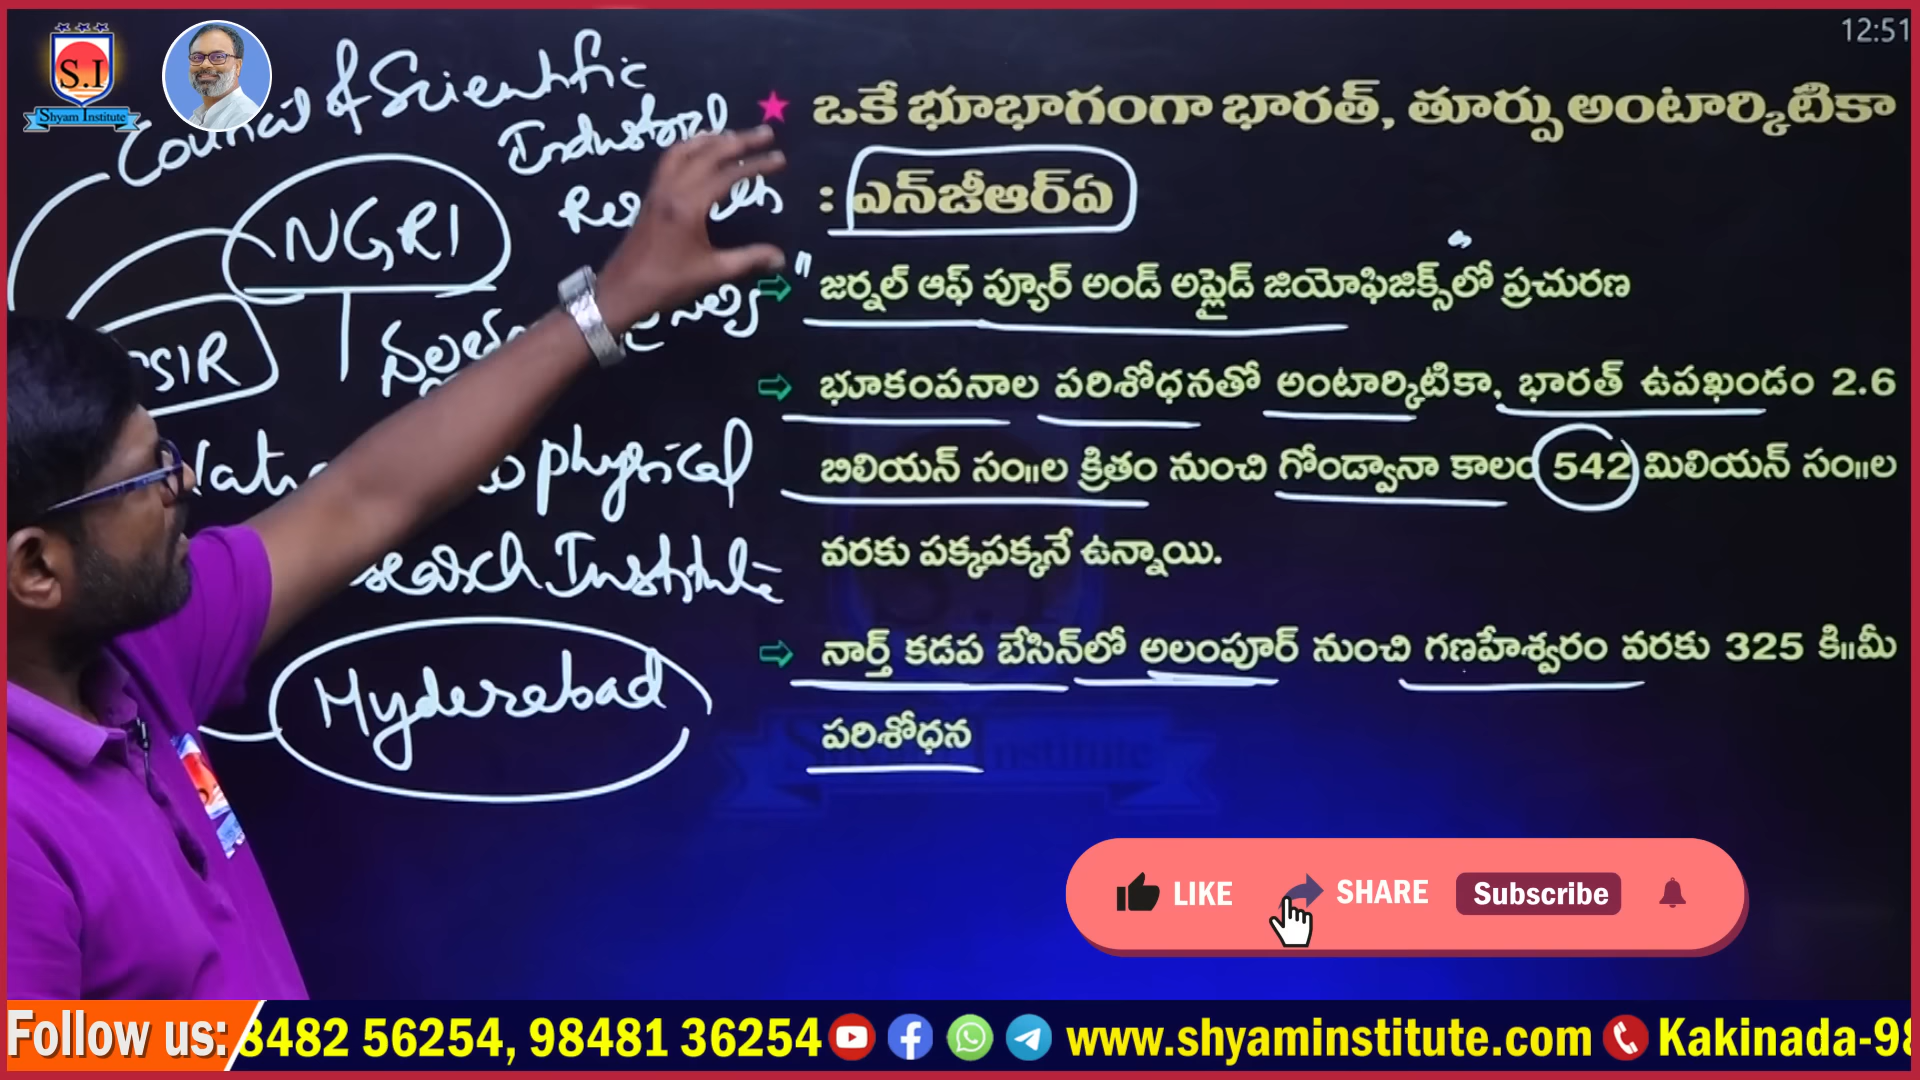 12:51
S.I
Shyam Institute
Council of Scientific
Industrial
NGRI
Hyderebad
physical
Institute
★ ఒకే భూభాగంగా భారత్, తూర్పు అంటార్కిటికా
: ఎన్‌జీఆర్‌ఏ
⇨ జర్నల్ ఆఫ్ ప్యూర్ అండ్ అప్లైడ్ జియోఫిజిక్స్‌లో ప్రచురణ
⇨ భూకంపనాల పరిశోధనతో అంటార్కిటికా, భారత్ ఉపఖండం 2.6
బిలియన్ సం॥ల క్రితం నుంచి గోండ్వానా కాలం 542 మిలియన్ సం॥ల
వరకు పక్కపక్కనే ఉన్నాయి.
⇨ నార్త్ కడప బేసిన్‌లో అలంపూర్ నుంచి గణహేశ్వరం వరకు 325 కి॥మీ
పరిశోధన
LIKE SHARE Subscribe
Follow us: 8482 56254, 98481 36254 www.shyaminstitute.com Kakinada-98